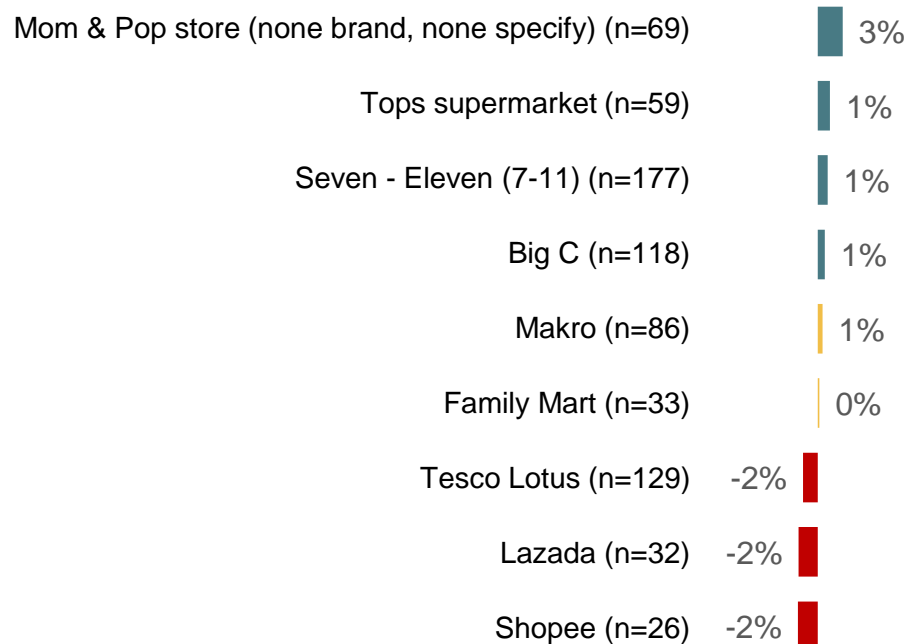 Mom & Pop store (none brand, none specify) (n=69) 3%
Tops supermarket (n=59) 1%
Seven - Eleven (7-11) (n=177) 1%
Big C (n=118) 1%
Makro (n=86) 1%
Family Mart (n=33) 0%
Tesco Lotus (n=129) -2%
Lazada (n=32) -2%
Shopee (n=26) -2%